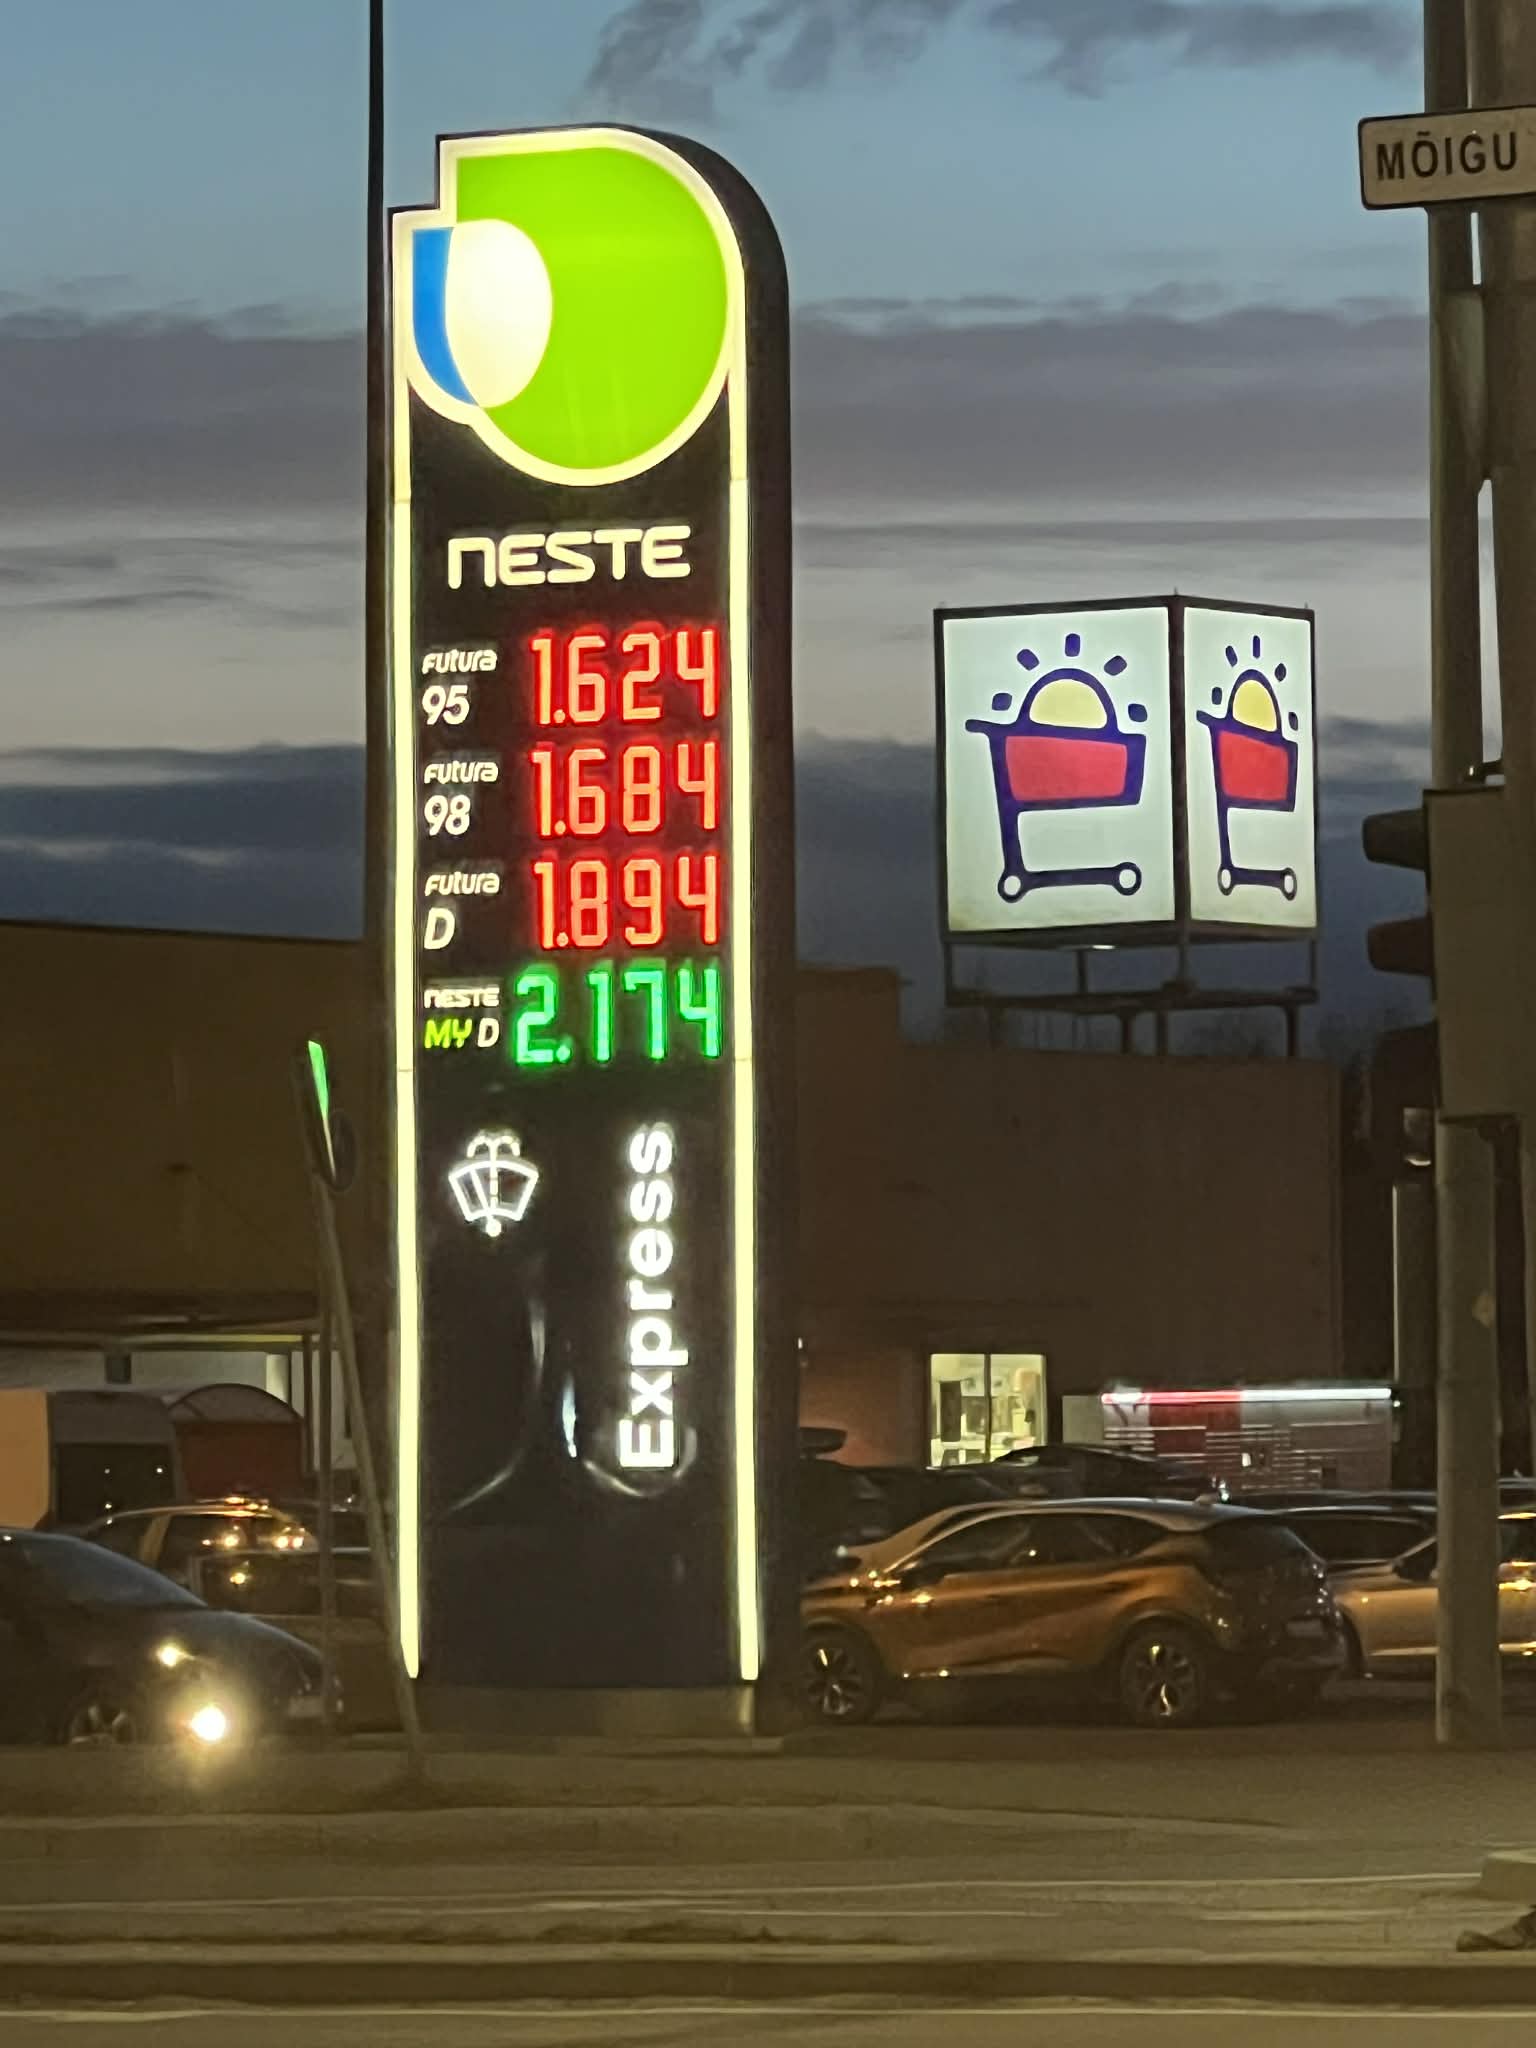 MÕIGU
NESTE
Futura
95
1.624
Futura
98
1.684
Futura
D
1.894
NESTE
MY D
2.174
Express